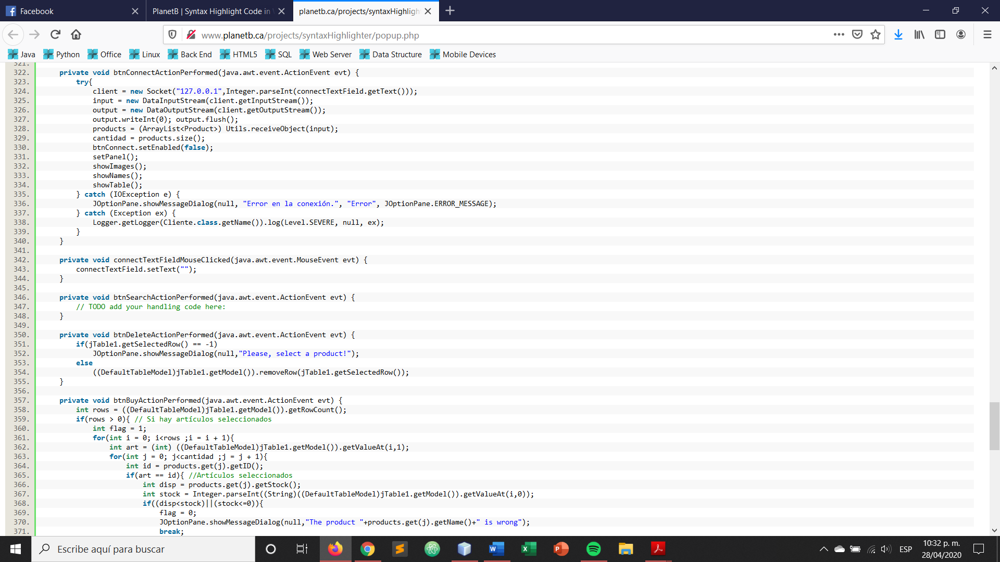 Facebook
PlanetB | Syntax Highlight Code in
planetb.ca/projects/syntaxHighligh
www.planetb.ca/projects/syntaxHighlighter/popup.php
Java Python Office Linux Back End HTML5 SQL Web Server Data Structure Mobile Devices
321.
322. private void btnConnectActionPerformed(java.awt.event.ActionEvent evt) {
323. try{
324. client = new Socket("127.0.0.1",Integer.parseInt(connectTextField.getText()));
325. input = new DataInputStream(client.getInputStream());
326. output = new DataOutputStream(client.getOutputStream());
327. output.writeInt(0); output.flush();
328. products = (ArrayList<Product>) Utils.receiveObject(input);
329. cantidad = products.size();
330. btnConnect.setEnabled(false);
331. setPanel();
332. showImages();
333. showNames();
334. showTable();
335. } catch (IOException e) {
336. JOptionPane.showMessageDialog(null, "Error en la conexión.", "Error", JOptionPane.ERROR_MESSAGE);
337. } catch (Exception ex) {
338. Logger.getLogger(Cliente.class.getName()).log(Level.SEVERE, null, ex);
339. }
340. }
341.
342. private void connectTextFieldMouseClicked(java.awt.event.MouseEvent evt) {
343. connectTextField.setText("");
344. }
345.
346. private void btnSearchActionPerformed(java.awt.event.ActionEvent evt) {
347. // TODO add your handling code here:
348. }
349.
350. private void btnDeleteActionPerformed(java.awt.event.ActionEvent evt) {
351. if(jTable1.getSelectedRow() == -1)
352. JOptionPane.showMessageDialog(null,"Please, select a product!");
353. else
354. ((DefaultTableModel)jTable1.getModel()).removeRow(jTable1.getSelectedRow());
355. }
356.
357. private void btnBuyActionPerformed(java.awt.event.ActionEvent evt) {
358. int rows = ((DefaultTableModel)jTable1.getModel()).getRowCount();
359. if(rows > 0){ // Si hay artículos seleccionados
360. int flag = 1;
361. for(int i = 0; i<rows ;i = i + 1){
362. int art = (int) ((DefaultTableModel)jTable1.getModel()).getValueAt(i,1);
363. for(int j = 0; j<cantidad ;j = j + 1){
364. int id = products.get(j).getID();
365. if(art == id){ //Artículos seleccionados
366. int disp = products.get(j).getStock();
367. int stock = Integer.parseInt((String)((DefaultTableModel)jTable1.getModel()).getValueAt(i,0));
368. if((disp<stock)||(stock<=0)){
369. flag = 0;
370. JOptionPane.showMessageDialog(null,"The product "+products.get(j).getName()+" is wrong");
371. break;
Escribe aquí para buscar
ESP
10:32 p. m.
28/04/2020